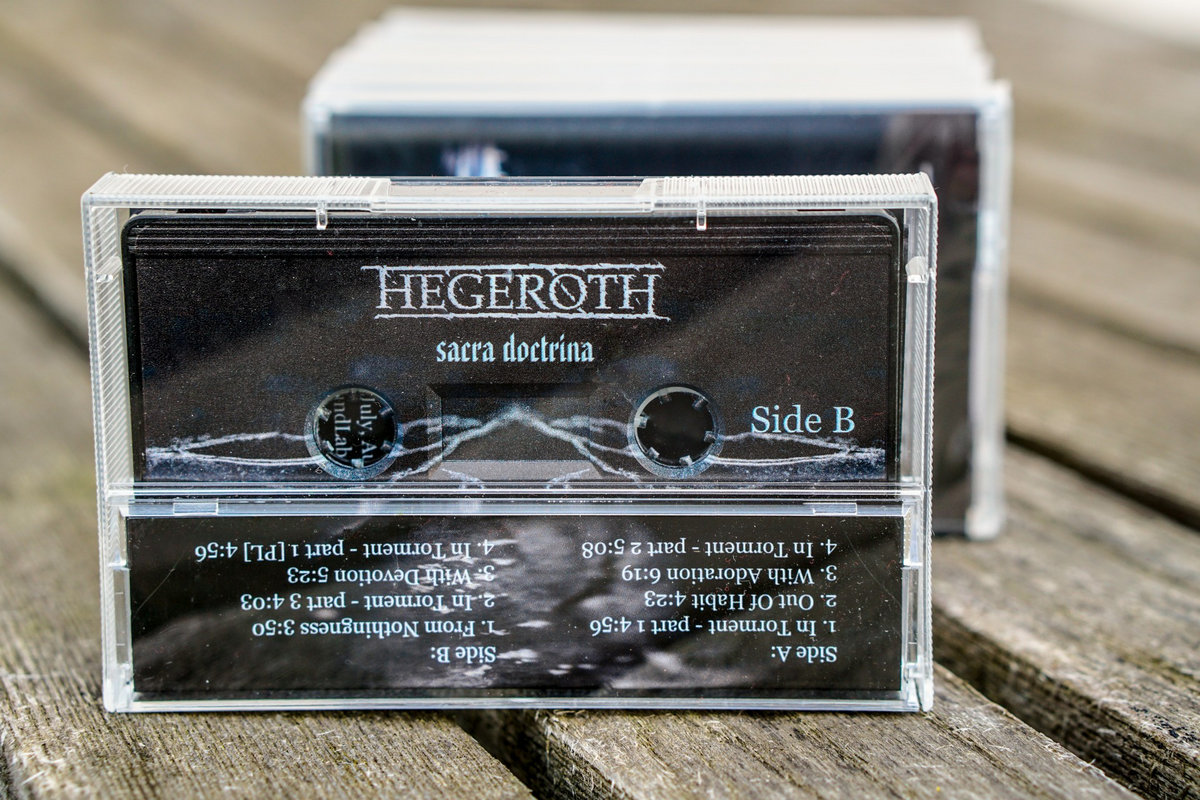 HEGEROTH
sacra doctrina
Side B
Side A:
1. In Torment - part 1 4:56
2. Out Of Habit 4:23
3. With Adoration 6:19
4. In Torment - part 2 5:08
Side B:
1. From Nothingness 3:50
2. In Torment - part 3 4:03
3. With Devotion 5:23
4. In Torment - part 1 [PL] 4:56